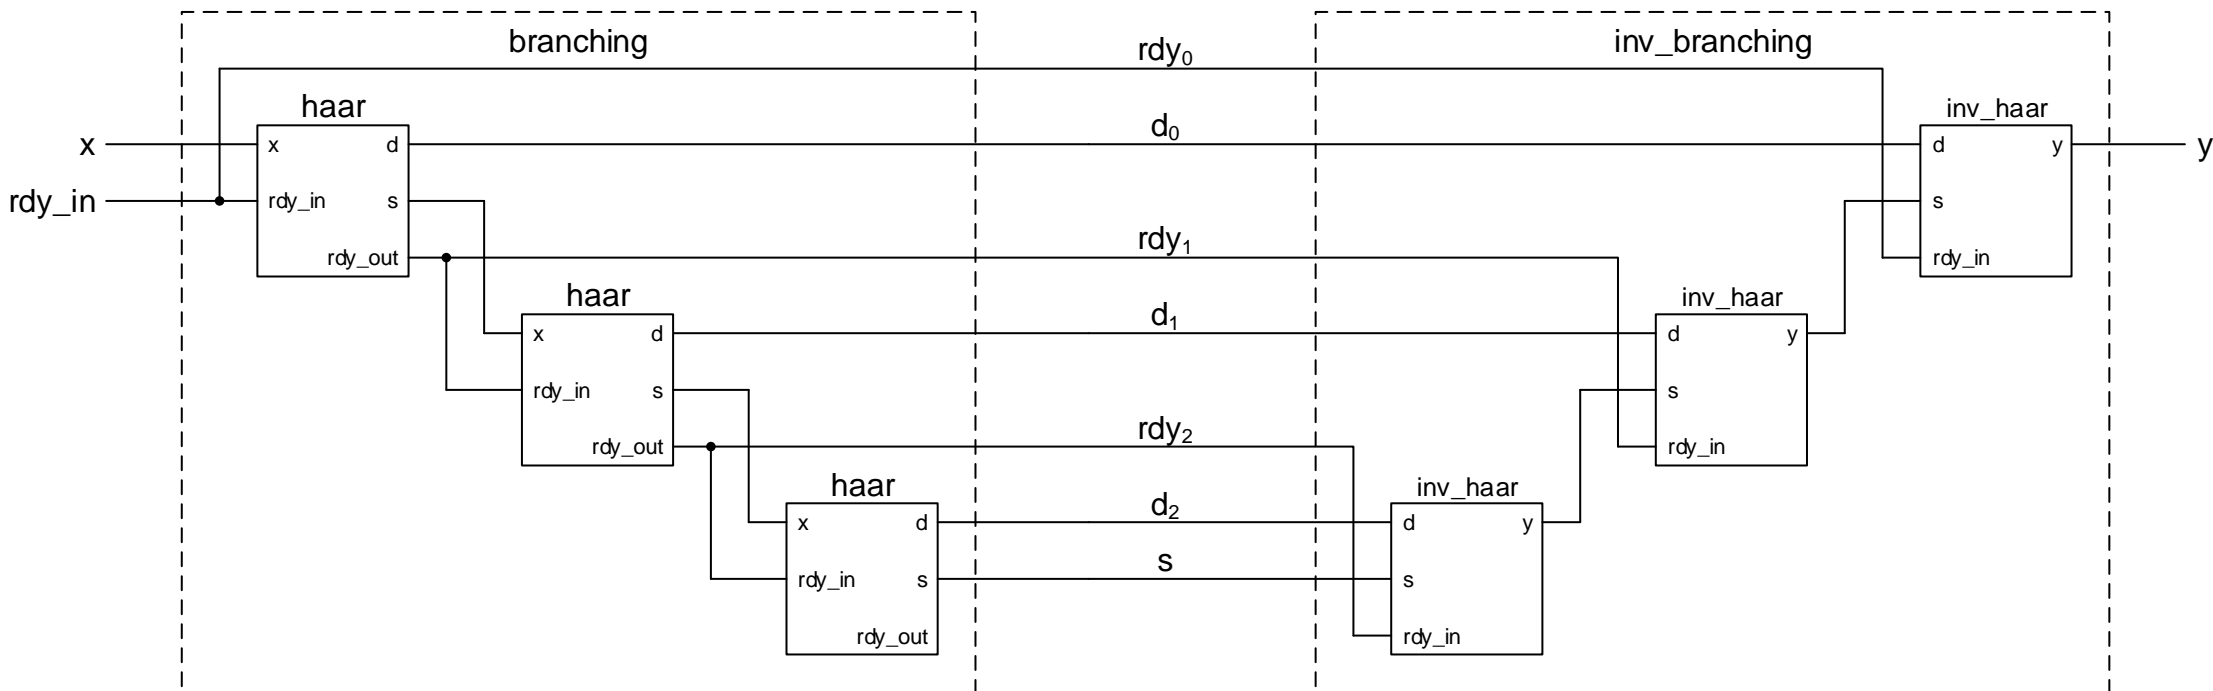 branching
rdy₀
inv_branching
haar
inv_haar
x
x
d
d₀
d
y
y
rdy_in
rdy_in
s
s
rdy_out
rdy₁
rdy_in
haar
inv_haar
x
d
d₁
d
y
rdy_in
s
s
rdy_out
rdy₂
rdy_in
haar
inv_haar
x
d
d₂
d
y
rdy_in
s
s
s
rdy_out
rdy_in